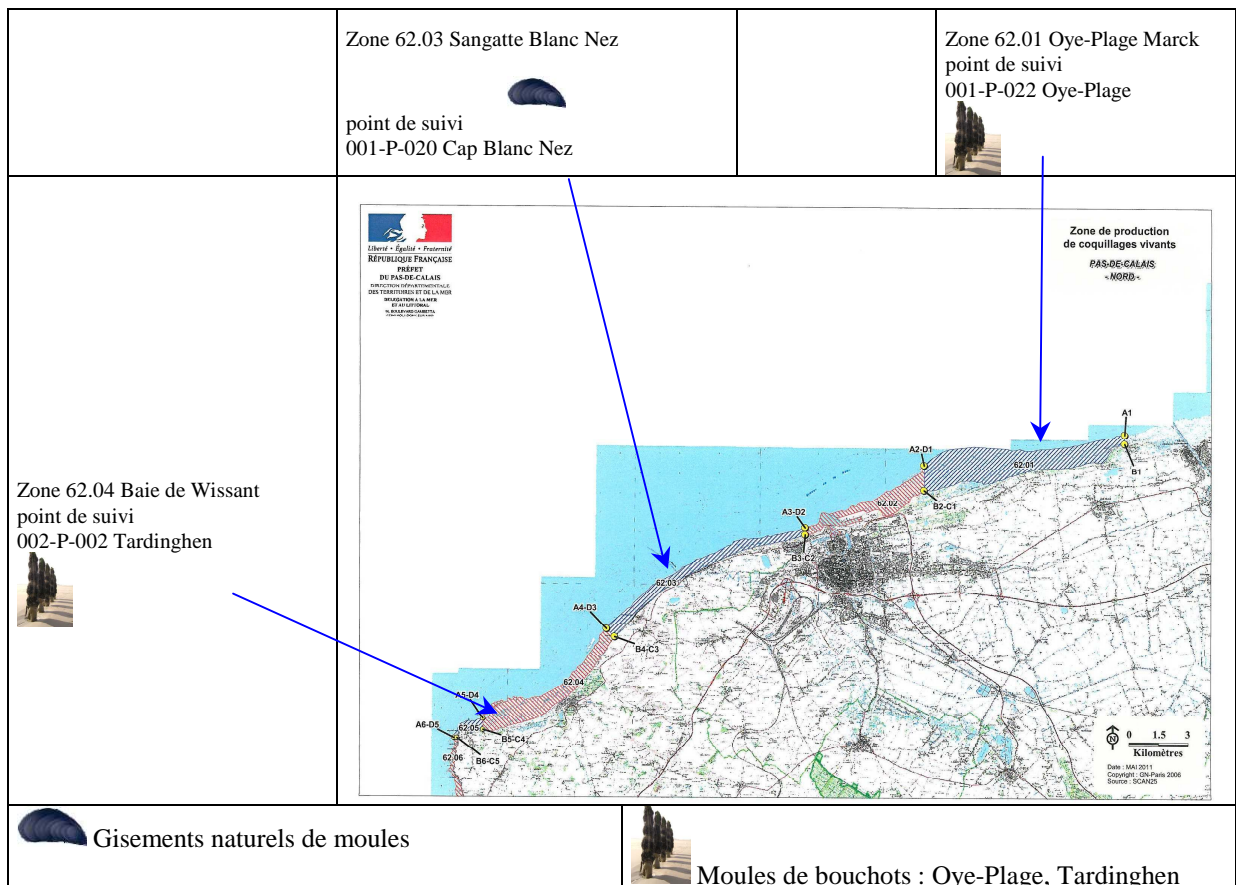 Zone 62.03 Sangatte Blanc Nez
point de suivi
001-P-020 Cap Blanc Nez
Zone 62.01 Oye-Plage Marck
point de suivi
001-P-022 Oye-Plage
Zone 62.04 Baie de Wissant
point de suivi
002-P-002 Tardinghen
Liberté • Égalité • Fraternité
RÉPUBLIQUE FRANÇAISE
PRÉFET
DU PAS-DE-CALAIS
DIRECTION DÉPARTEMENTALE
DES TERRITOIRES ET DE LA MER
DELEGATION A LA MER
ET AU LITTORAL
Zone de production
de coquillages vivants
PAS-DE-CALAIS
- NORD -
A1
B1
A2-D1
62.01
B2-C1
62.02
A3-D2
B3-C2
62.03
A4-D3
B4-C3
62.04
A5-D4
62.05
B5-C4
A6-D5
B6-C5
62.06
0 1.5 3
Kilomètres
Date : MAI 2011
Copyright : GN-Paris 2006
Source : SCAN25
Gisements naturels de moules
Moules de bouchots : Oye-Plage, Tardinghen